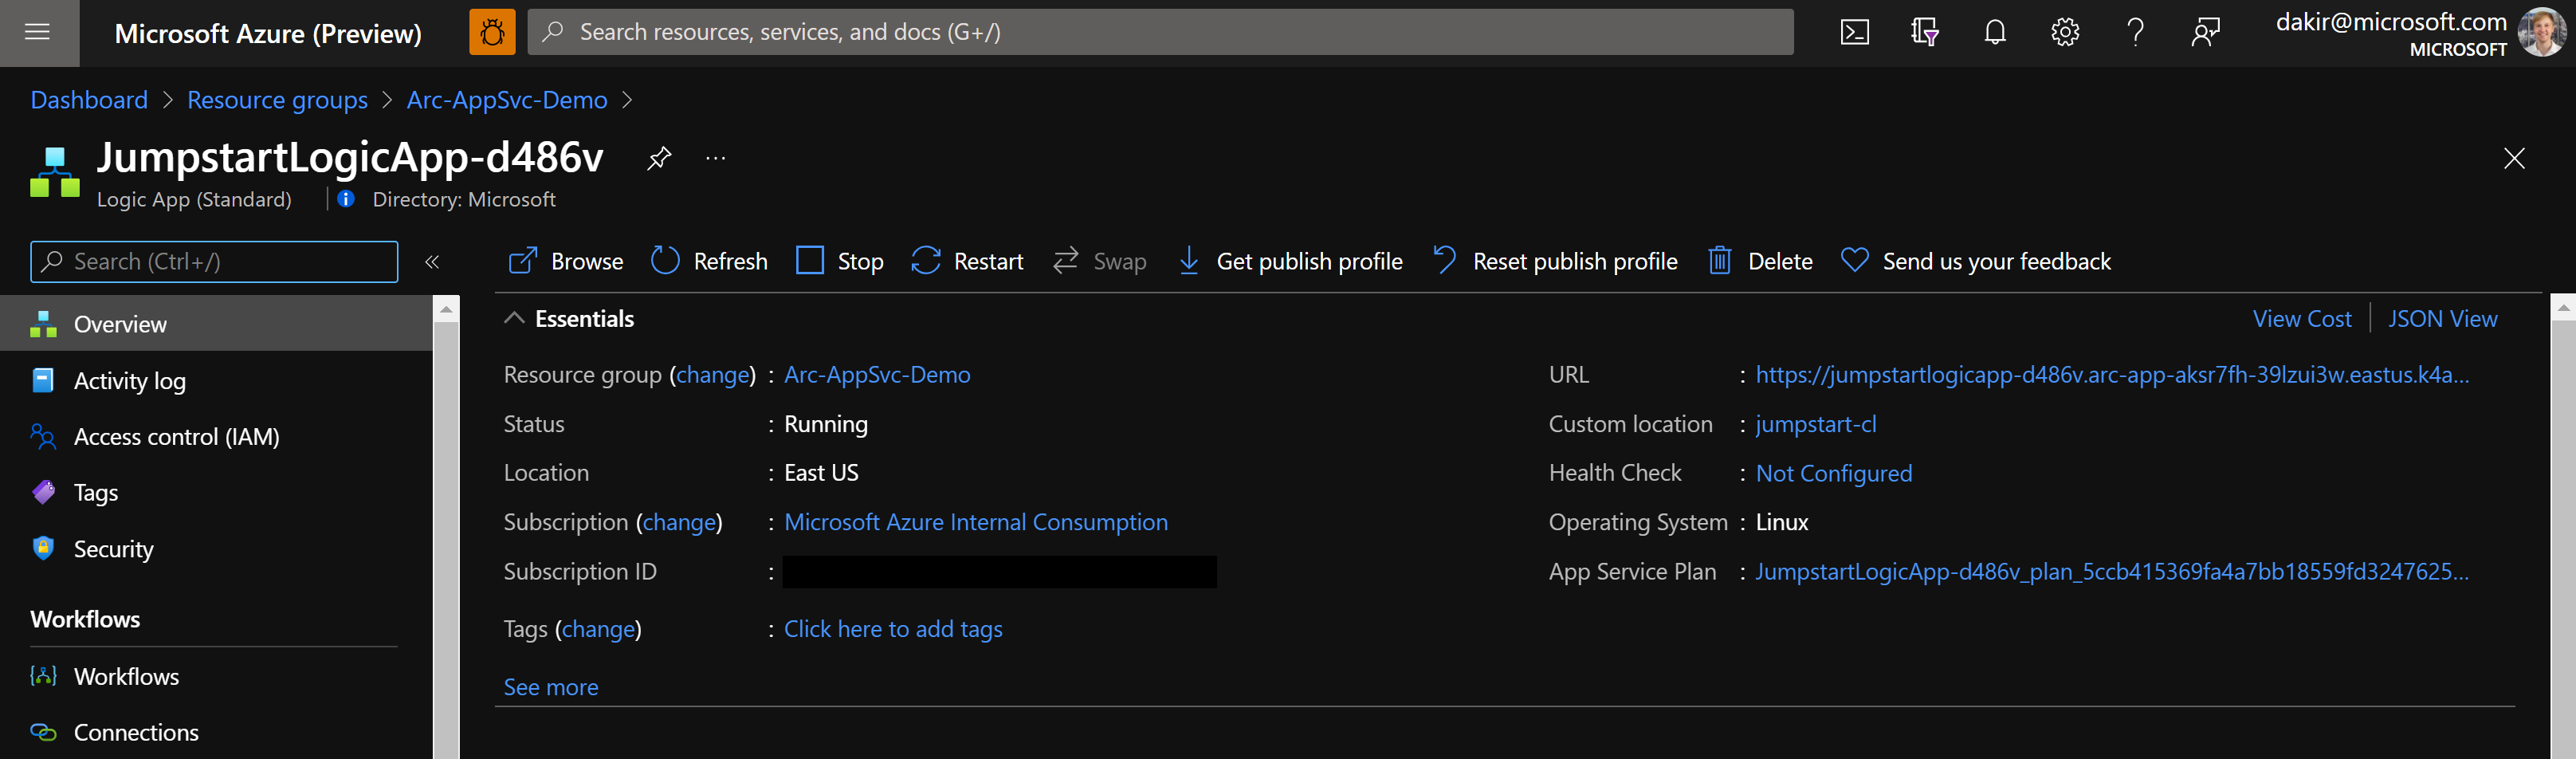 Microsoft Azure (Preview)
Search resources, services, and docs (G+/)
dakir@microsoft.com
MICROSOFT
Dashboard > Resource groups > Arc-AppSvc-Demo >
JumpstartLogicApp-d486v ...
Logic App (Standard) | Directory: Microsoft
Search (Ctrl+/) «
Browse Refresh Stop Restart Swap Get publish profile Reset publish profile Delete Send us your feedback
Overview
Activity log
Access control (IAM)
Tags
Security
Workflows
Workflows
Connections
Essentials
View Cost | JSON View
Resource group (change) : Arc-AppSvc-Demo
Status : Running
Location : East US
Subscription (change) : Microsoft Azure Internal Consumption
Subscription ID :
Tags (change) : Click here to add tags
See more
URL : https://jumpstartlogicapp-d486v.arc-app-aksr7fh-39lzui3w.eastus.k4a...
Custom location : jumpstart-cl
Health Check : Not Configured
Operating System : Linux
App Service Plan : JumpstartLogicApp-d486v_plan_5ccb415369fa4a7bb18559fd3247625...